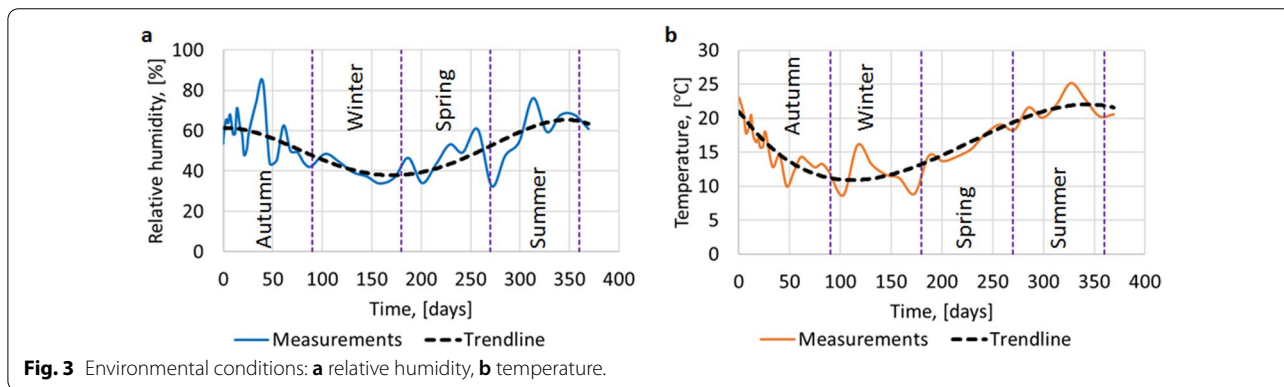 a
Relative humidity, [%]
100
80
60
40
20
0
Autumn
Winter
Spring
Summer
0 50 100 150 200 250 300 350 400
Time, [days]
Measurements Trendline
b
Temperature, [°C]
30
25
20
15
10
5
0
Autumn
Winter
Spring
Summer
0 50 100 150 200 250 300 350 400
Time, [days]
Measurements Trendline
Fig. 3 Environmental conditions: a relative humidity, b temperature.